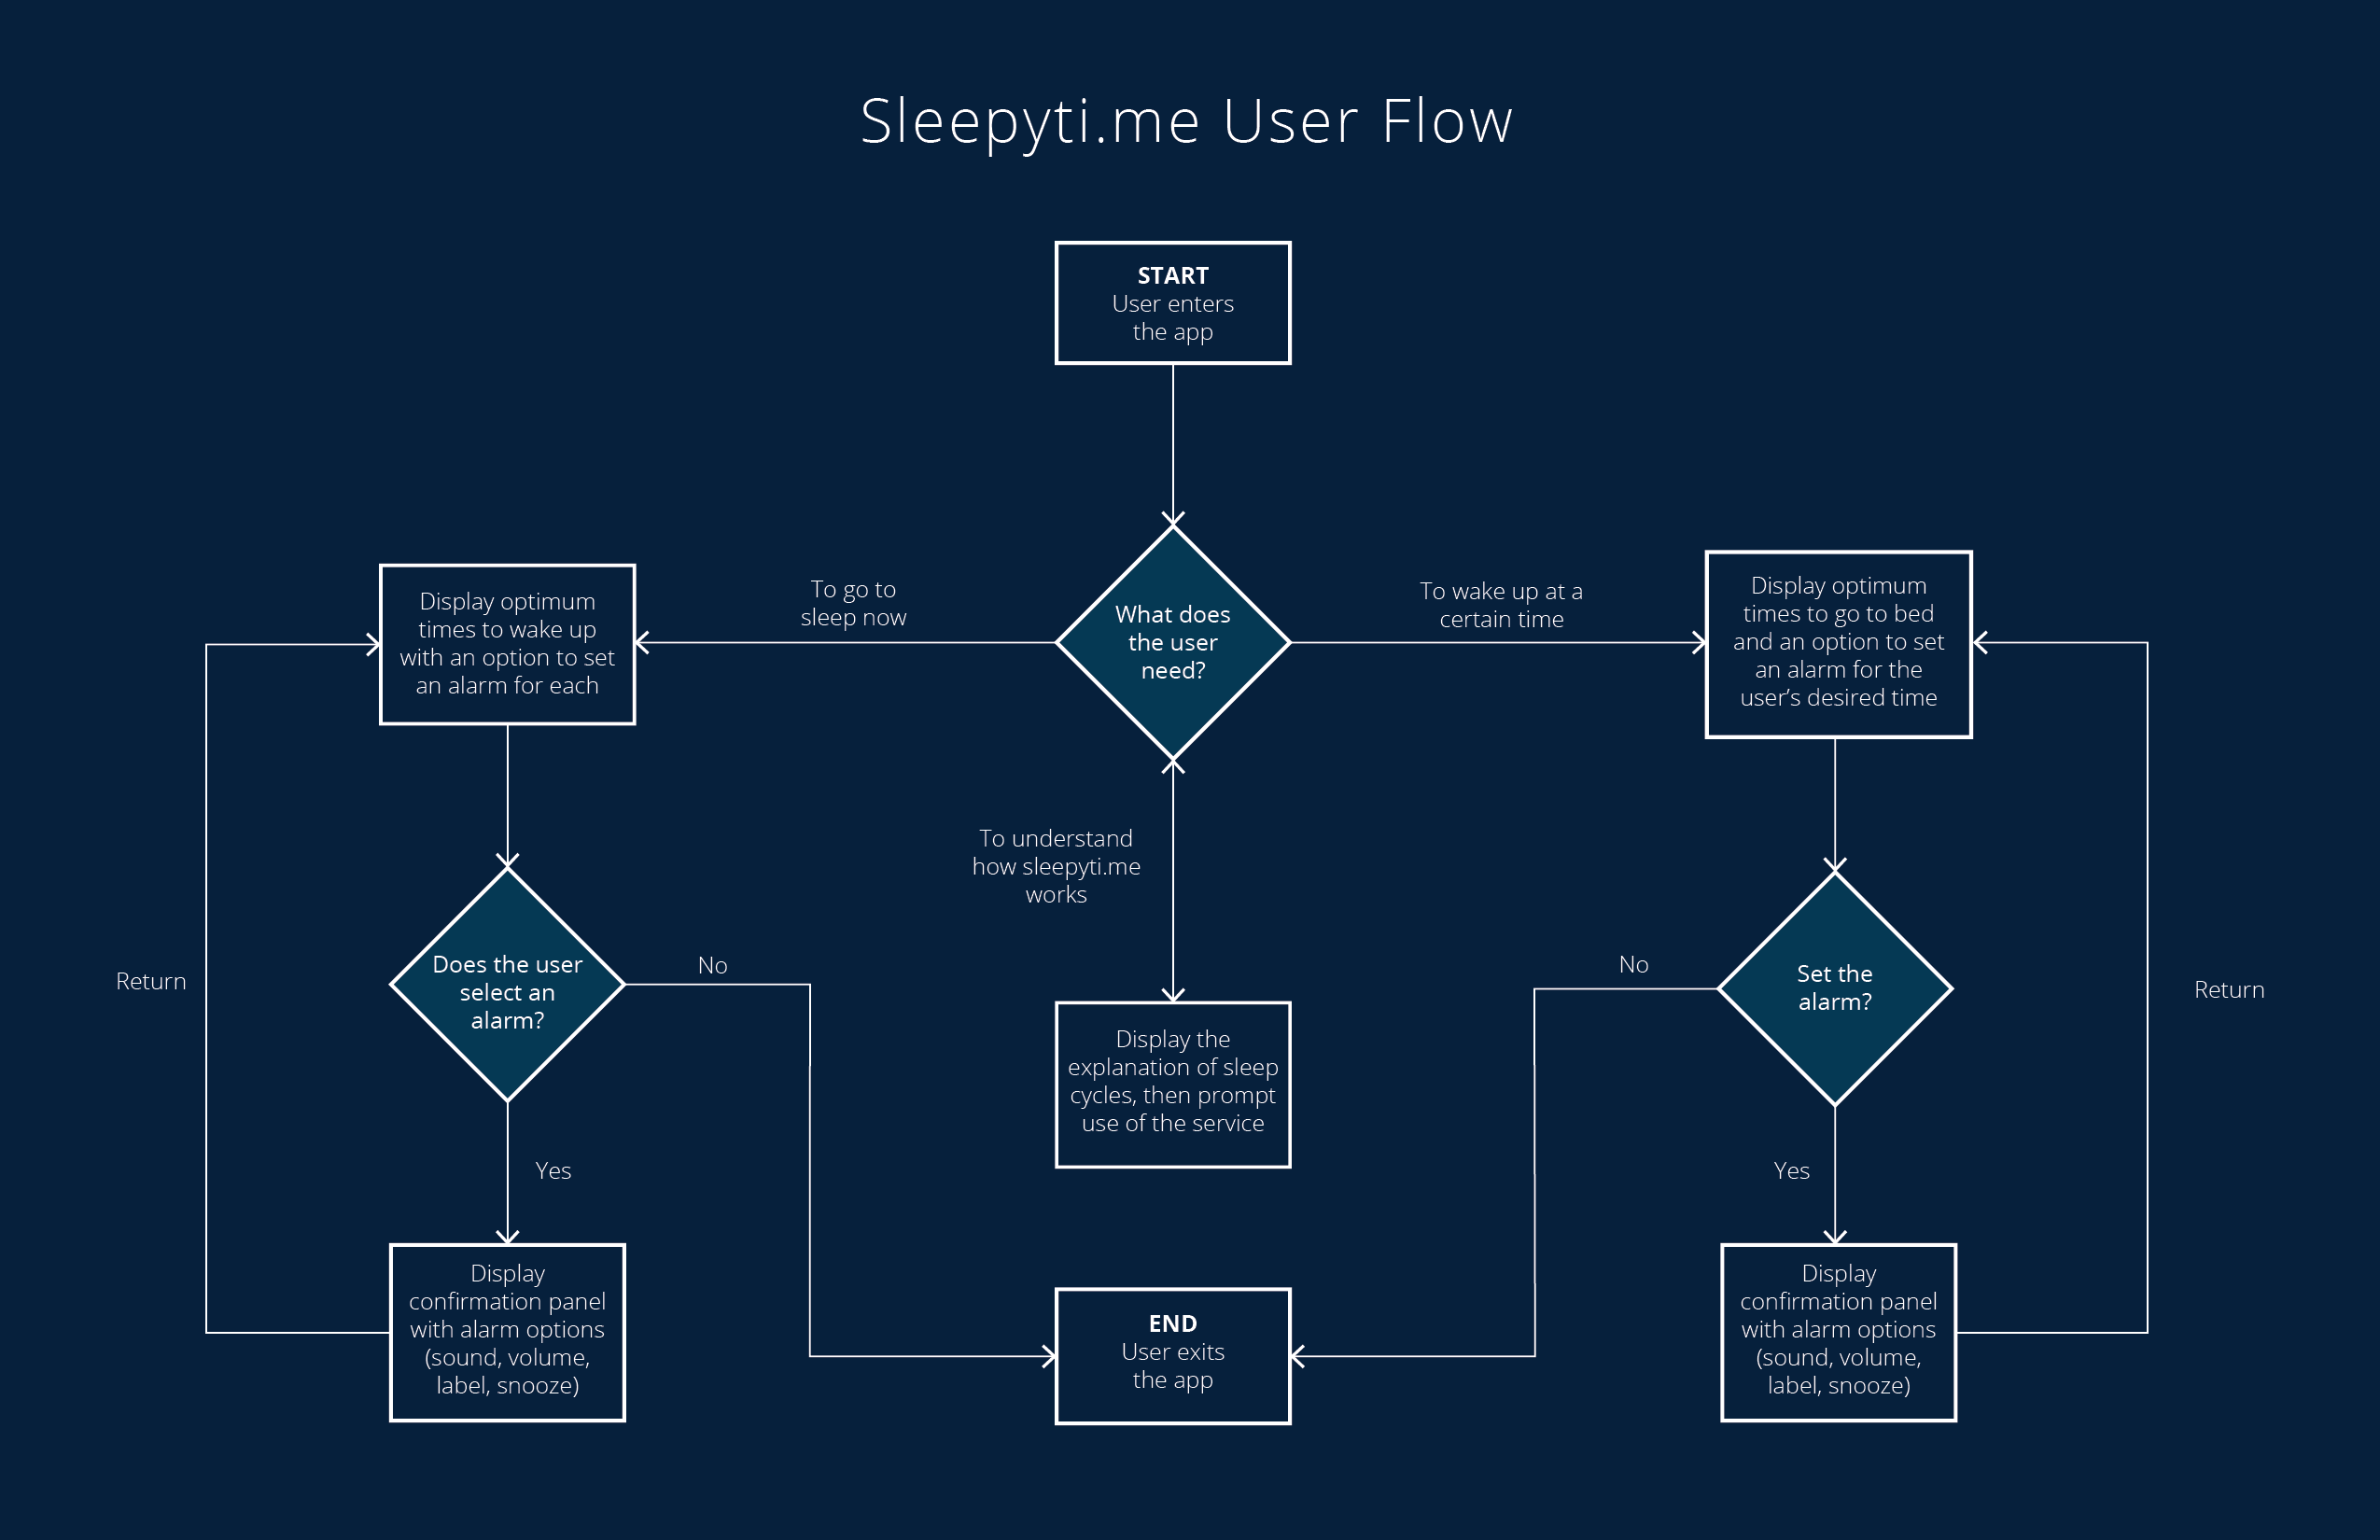 Sleepyti.me User Flow
START
User enters
the app
What does
the user
need?
To go to
sleep now
To wake up at a
certain time
Display optimum
times to wake up
with an option to set
an alarm for each
Display optimum
times to go to bed
and an option to set
an alarm for the
user’s desired time
To understand
how sleepyti.me
works
Return
Does the user
select an
alarm?
No
No
Set the
alarm?
Return
Display the
explanation of sleep
cycles, then prompt
use of the service
Yes
Yes
Display
confirmation panel
with alarm options
(sound, volume,
label, snooze)
END
User exits
the app
Display
confirmation panel
with alarm options
(sound, volume,
label, snooze)